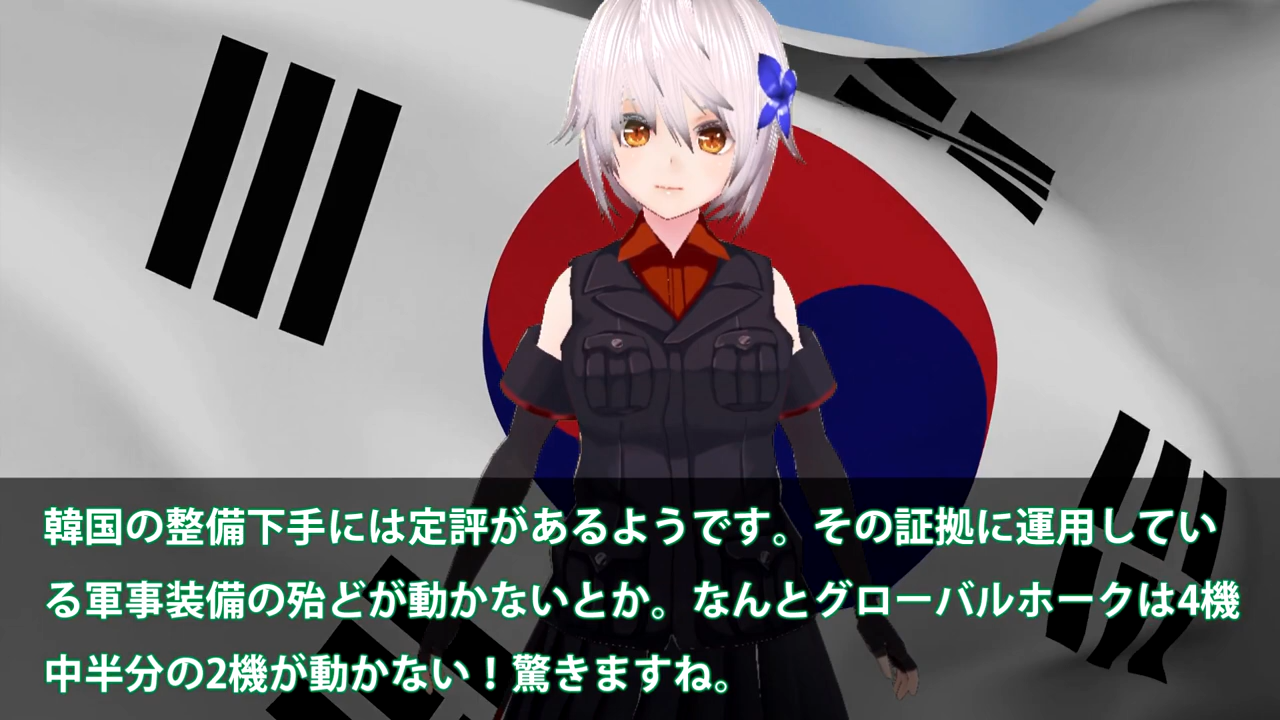 韓国の整備下手には定評があるようです。その証拠に運用してい
る軍事装備の殆どが動かないとか。なんとグローバルホークは4機
中半分の2機が動かない！驚きますね。